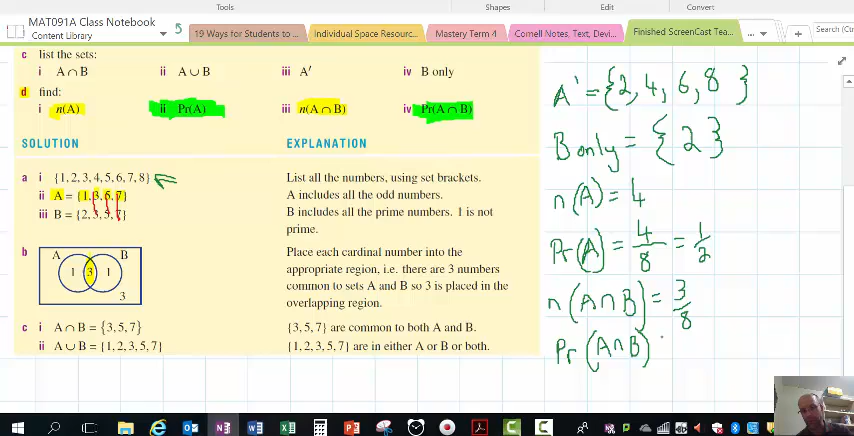 Tools
Shapes
Edit
Convert
MAT091A Class Notebook
Content Library
19 Ways for Students to ...
Individual Space Resourc...
Mastery Term 4
Cornell Notes, Text, Devi...
Finished ScreenCast Tea...
...
Search (Ctrl
c list the sets:
i A ∩ B ii A ∪ B iii A′ iv B only
d find:
i n(A) ii Pr(A) iii n(A ∩ B) iv Pr(A ∩ B)
SOLUTION EXPLANATION
a i {1, 2, 3, 4, 5, 6, 7, 8} List all the numbers, using set brackets.
ii A = {1, 3, 5, 7} A includes all the odd numbers.
iii B = {2, 3, 5, 7} B includes all the prime numbers. 1 is not
prime.
b Place each cardinal number into the
appropriate region, i.e. there are 3 numbers
common to sets A and B so 3 is placed in the
overlapping region.
A B
1 3 1
3
c i A ∩ B = {3, 5, 7} {3, 5, 7} are common to both A and B.
ii A ∪ B = {1, 2, 3, 5, 7} {1, 2, 3, 5, 7} are in either A or B or both.
A' = {2, 4, 6, 8}
B only = {2}
n(A) = 4
Pr(A) = 4/8 = 1/2
n(A∩B) = 3/8
Pr(A∩B)